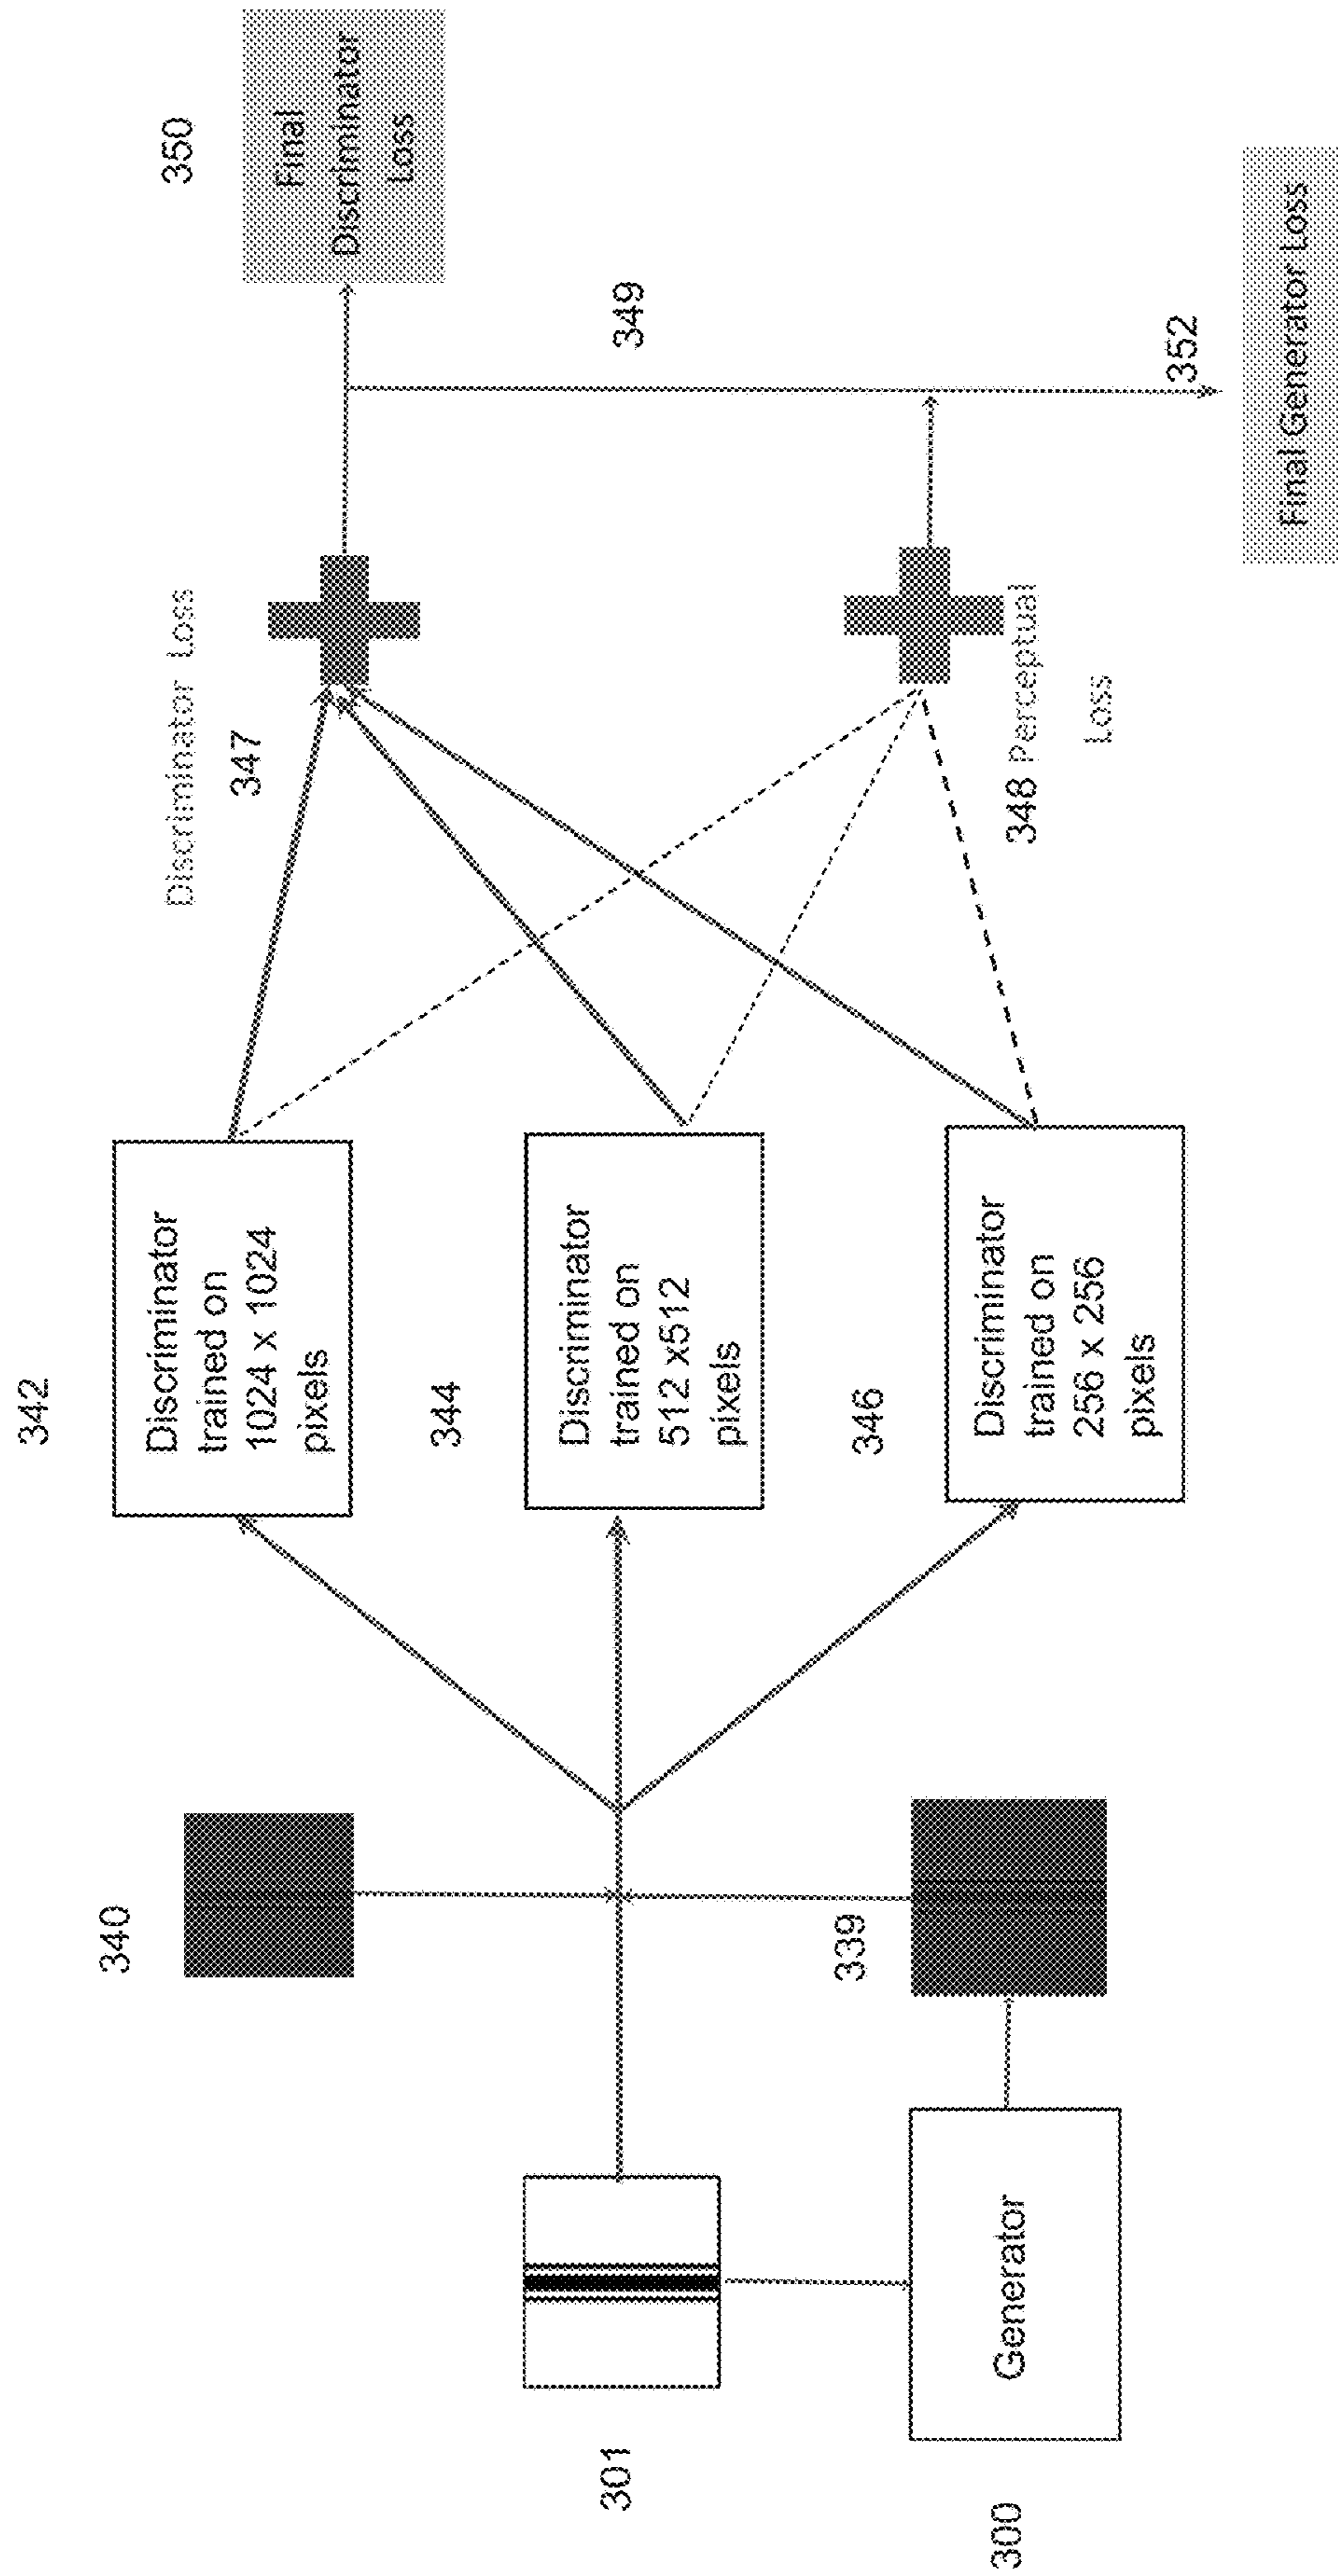 342
Discriminator
trained on
1024 x 1024
pixels
344
Discriminator
trained on
512 x512
pixels
346
Discriminator
trained on
256 x 256
pixels
340
339
301
300
Generator
Discriminator Loss
347
348 Perceptual
Loss
349
350
Final
Discriminator
Loss
352
Final Generator Loss